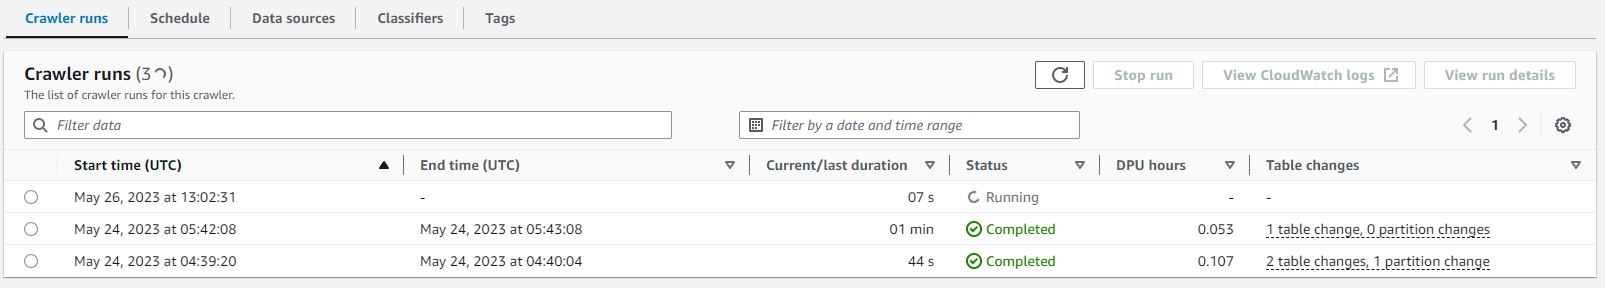 Crawler runs Schedule Data sources Classifiers Tags
Crawler runs (3)
The list of crawler runs for this crawler.
Stop run View CloudWatch logs View run details
Filter data Filter by a date and time range 1
Start time (UTC) End time (UTC) Current/last duration Status DPU hours Table changes
May 26, 2023 at 13:02:31 - 07 s Running - -
May 24, 2023 at 05:42:08 May 24, 2023 at 05:43:08 01 min Completed 0.053 1 table change, 0 partition changes
May 24, 2023 at 04:39:20 May 24, 2023 at 04:40:04 44 s Completed 0.107 2 table changes, 1 partition change